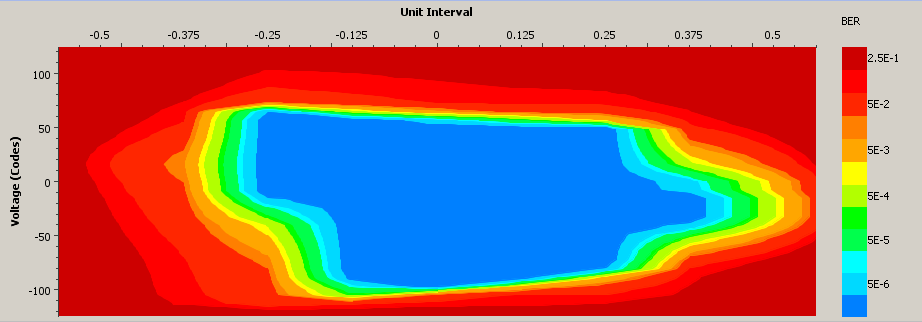 Unit Interval
BER
-0.5 -0.375 -0.25 -0.125 0 0.125 0.25 0.375 0.5
Voltage (Codes)
100
50
0
-50
-100
2.5E-1
5E-2
5E-3
5E-4
5E-5
5E-6